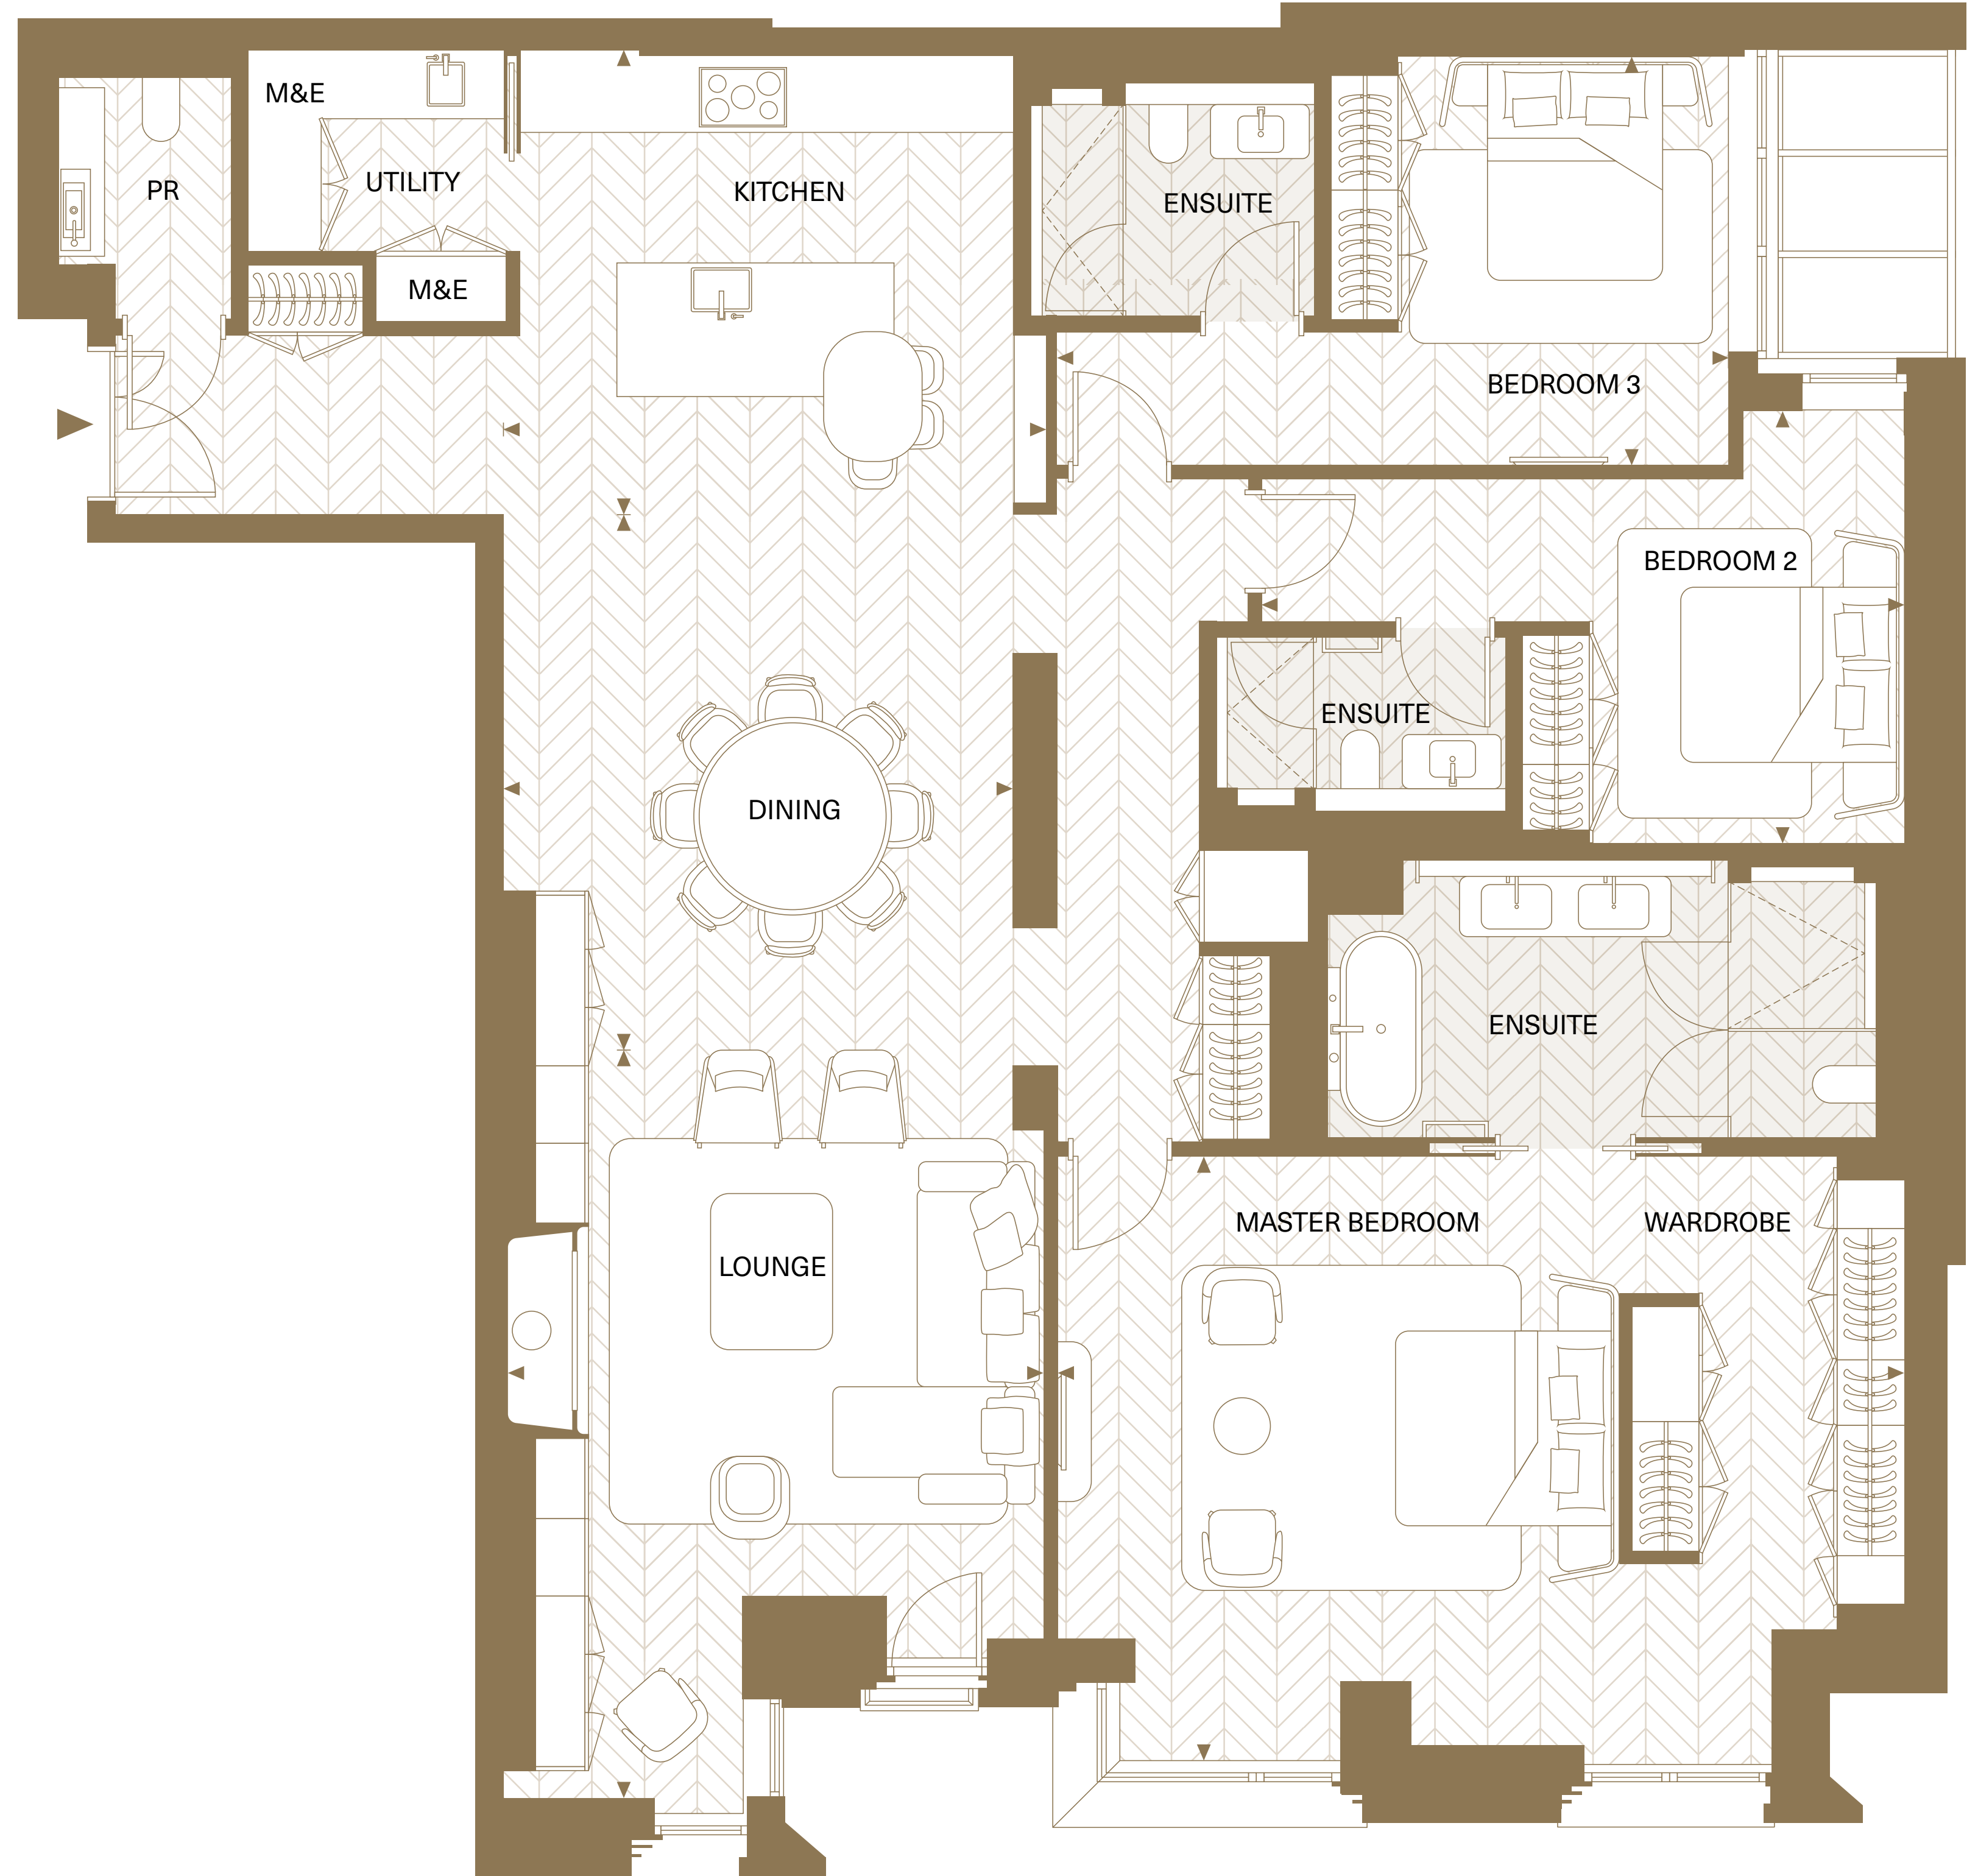 M&E
UTILITY
PR
KITCHEN
ENSUITE
M&E
BEDROOM 3
BEDROOM 2
ENSUITE
DINING
ENSUITE
MASTER BEDROOM
WARDROBE
LOUNGE